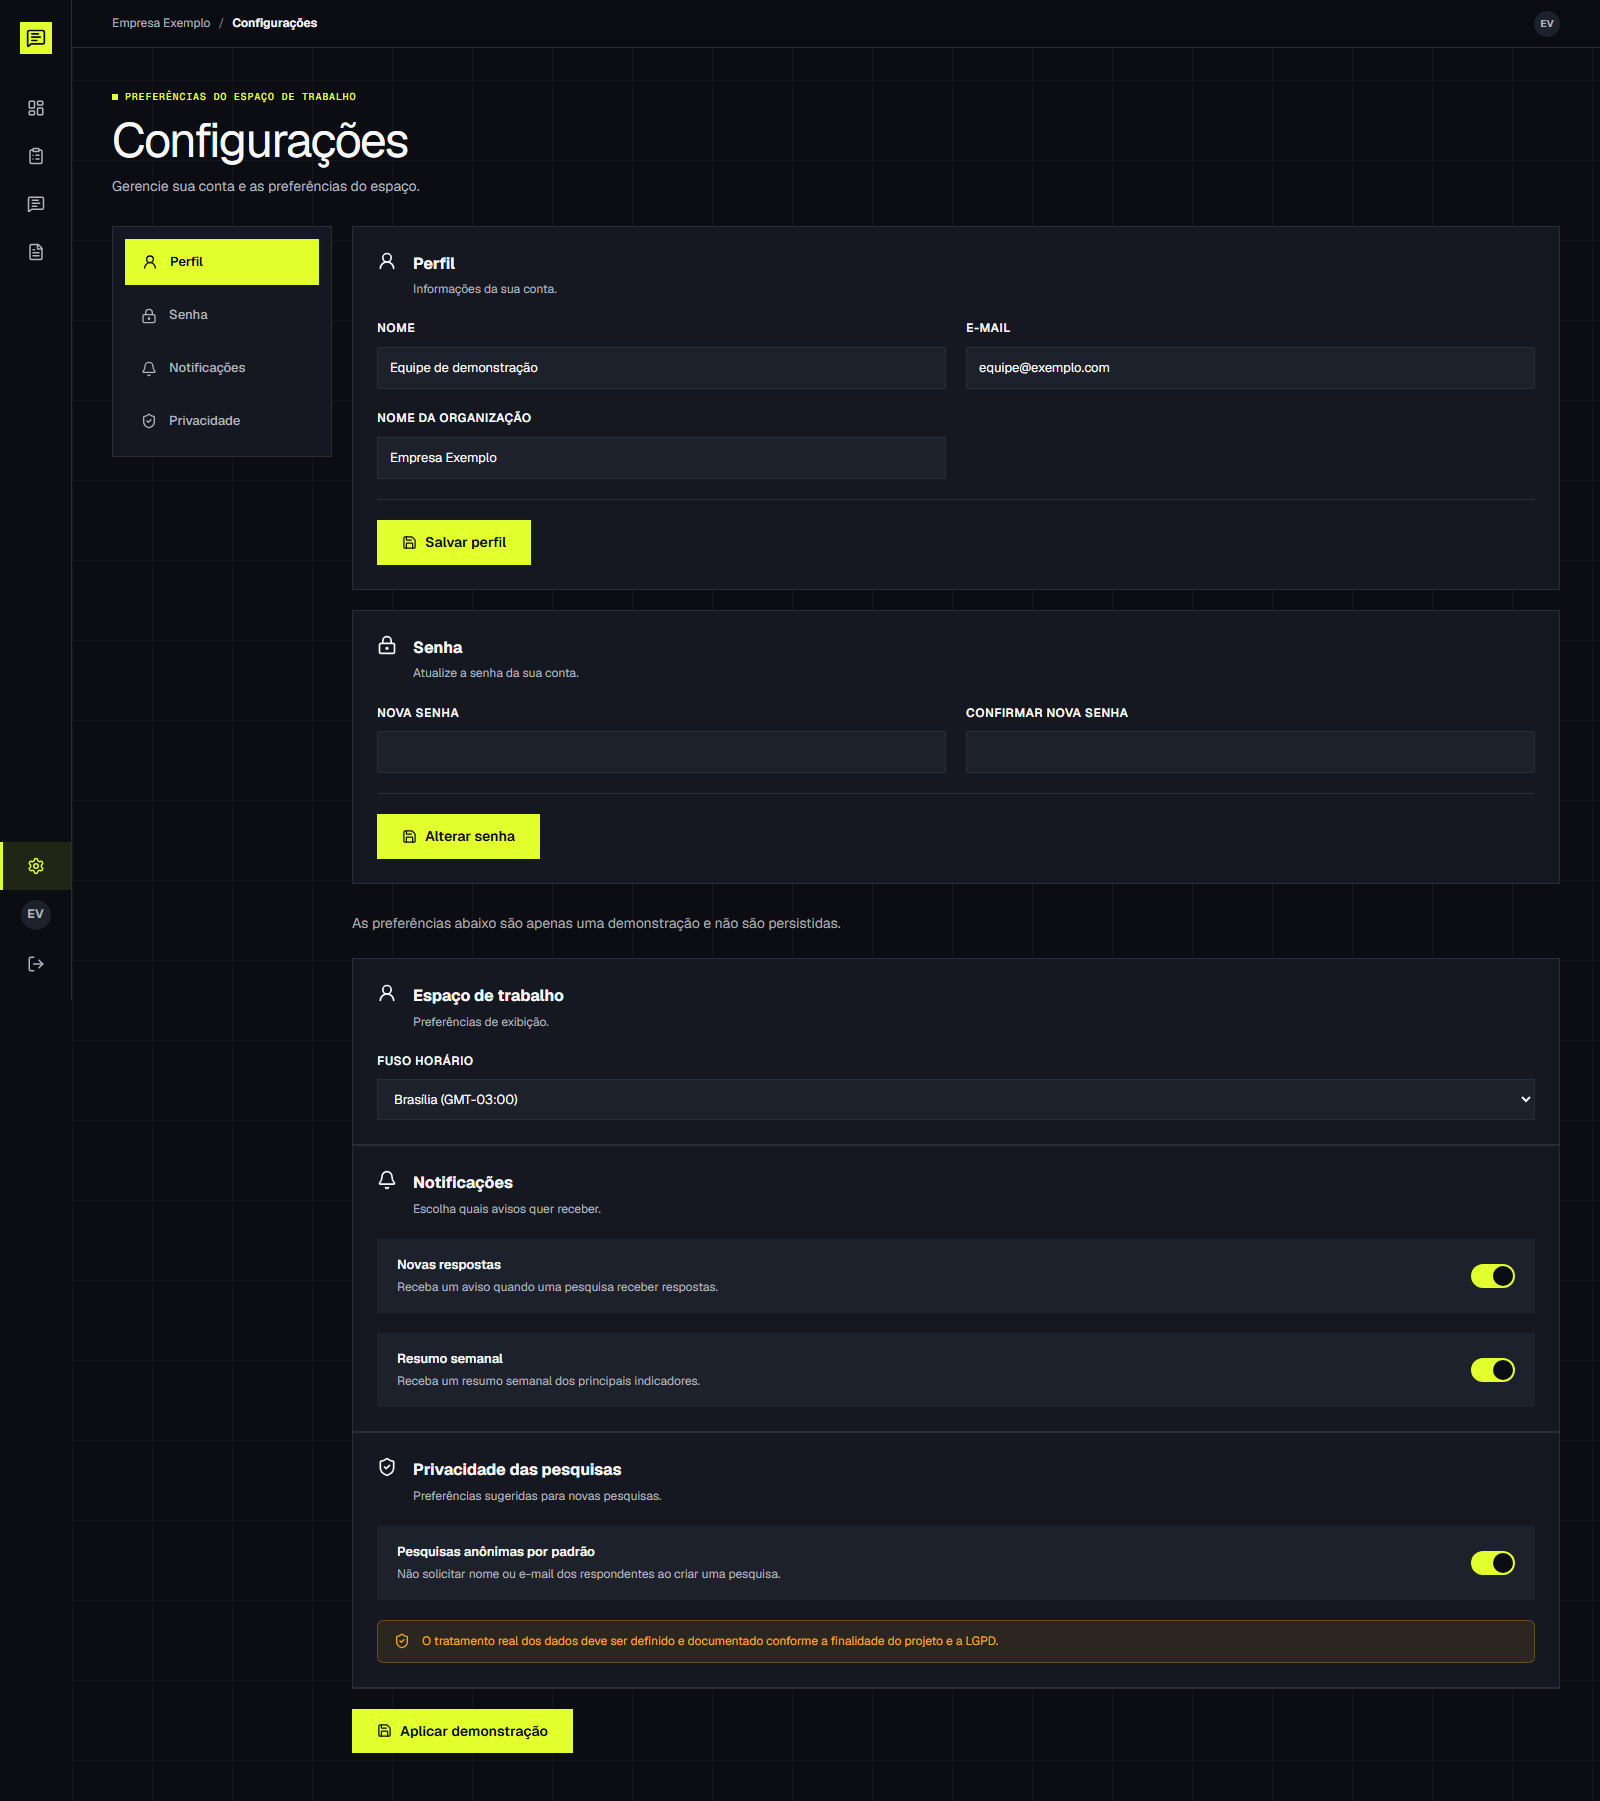 Empresa Exemplo / Configurações
EV
PREFERÊNCIAS DO ESPAÇO DE TRABALHO
Configurações
Gerencie sua conta e as preferências do espaço.
Perfil
Senha
Notificações
Privacidade
Perfil
Informações da sua conta.
NOME
E-MAIL
Equipe de demonstração
equipe@exemplo.com
NOME DA ORGANIZAÇÃO
Empresa Exemplo
Salvar perfil
Senha
Atualize a senha da sua conta.
NOVA SENHA
CONFIRMAR NOVA SENHA
Alterar senha
EV
As preferências abaixo são apenas uma demonstração e não são persistidas.
Espaço de trabalho
Preferências de exibição.
FUSO HORÁRIO
Brasília (GMT-03:00)
Notificações
Escolha quais avisos quer receber.
Novas respostas
Receba um aviso quando uma pesquisa receber respostas.
Resumo semanal
Receba um resumo semanal dos principais indicadores.
Privacidade das pesquisas
Preferências sugeridas para novas pesquisas.
Pesquisas anônimas por padrão
Não solicitar nome ou e-mail dos respondentes ao criar uma pesquisa.
O tratamento real dos dados deve ser definido e documentado conforme a finalidade do projeto e a LGPD.
Aplicar demonstração